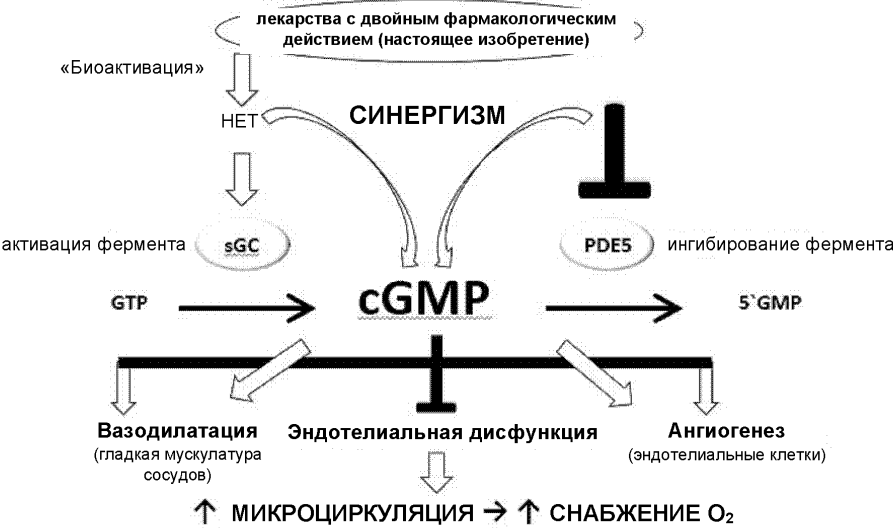 лекарства с двойным фармакологическим
действием (настоящее изобретение)
«Биоактивация»
НЕТ
СИНЕРГИЗМ
активация фермента
sGC
PDE5
ингибирование фермента
GTP
cGMP
5`GMP
Вазодилатация
(гладкая мускулатура
сосудов)
Эндотелиальная дисфункция
Ангиогенез
(эндотелиальные клетки)
↑ МИКРОЦИРКУЛЯЦИЯ → ↑ СНАБЖЕНИЕ O₂